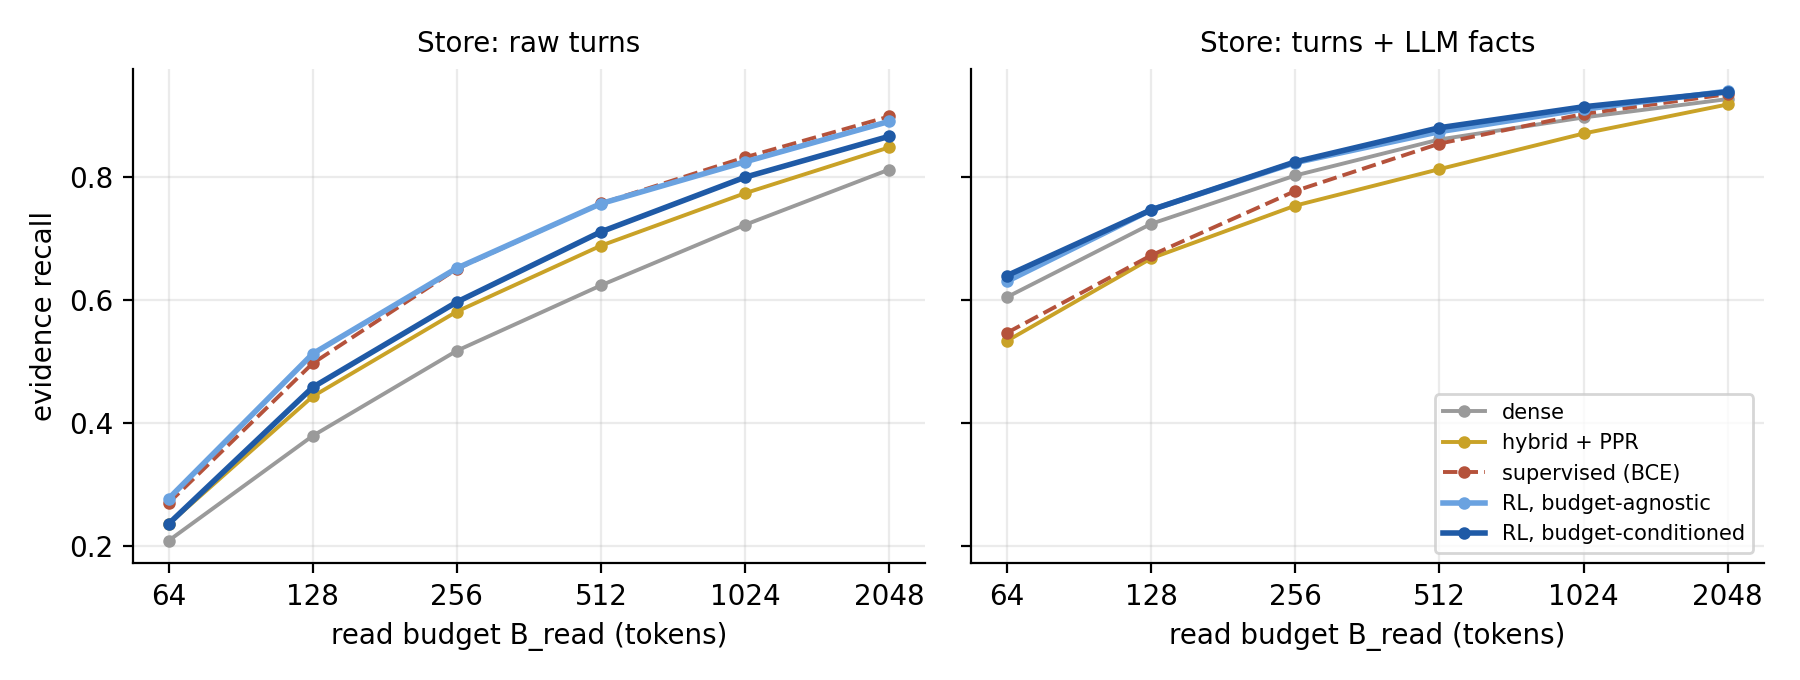 Store: raw turns
evidence recall
0.8
0.6
0.4
0.2
64 128 256 512 1024 2048
read budget B_read (tokens)
Store: turns + LLM facts
dense
hybrid + PPR
supervised (BCE)
RL, budget-agnostic
RL, budget-conditioned
64 128 256 512 1024 2048
read budget B_read (tokens)